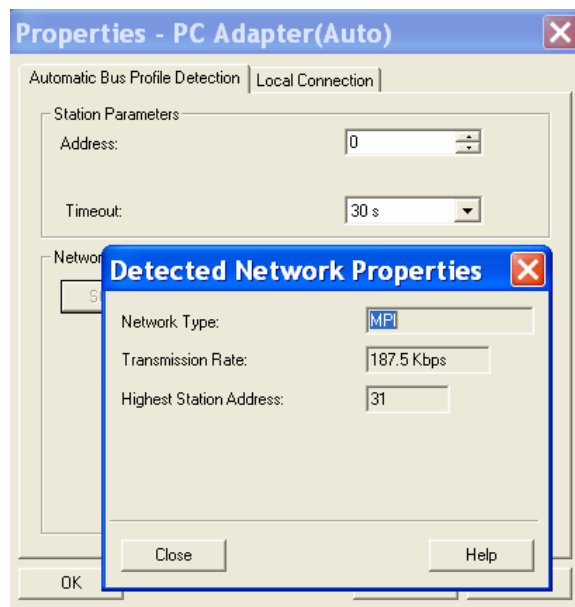 Properties - PC Adapter(Auto)
Automatic Bus Profile Detection
Local Connection
Station Parameters
Address: 0
Timeout: 30 s
Detected Network Properties
Network Type: MPI
Transmission Rate: 187.5 Kbps
Highest Station Address: 31
Close
Help
OK